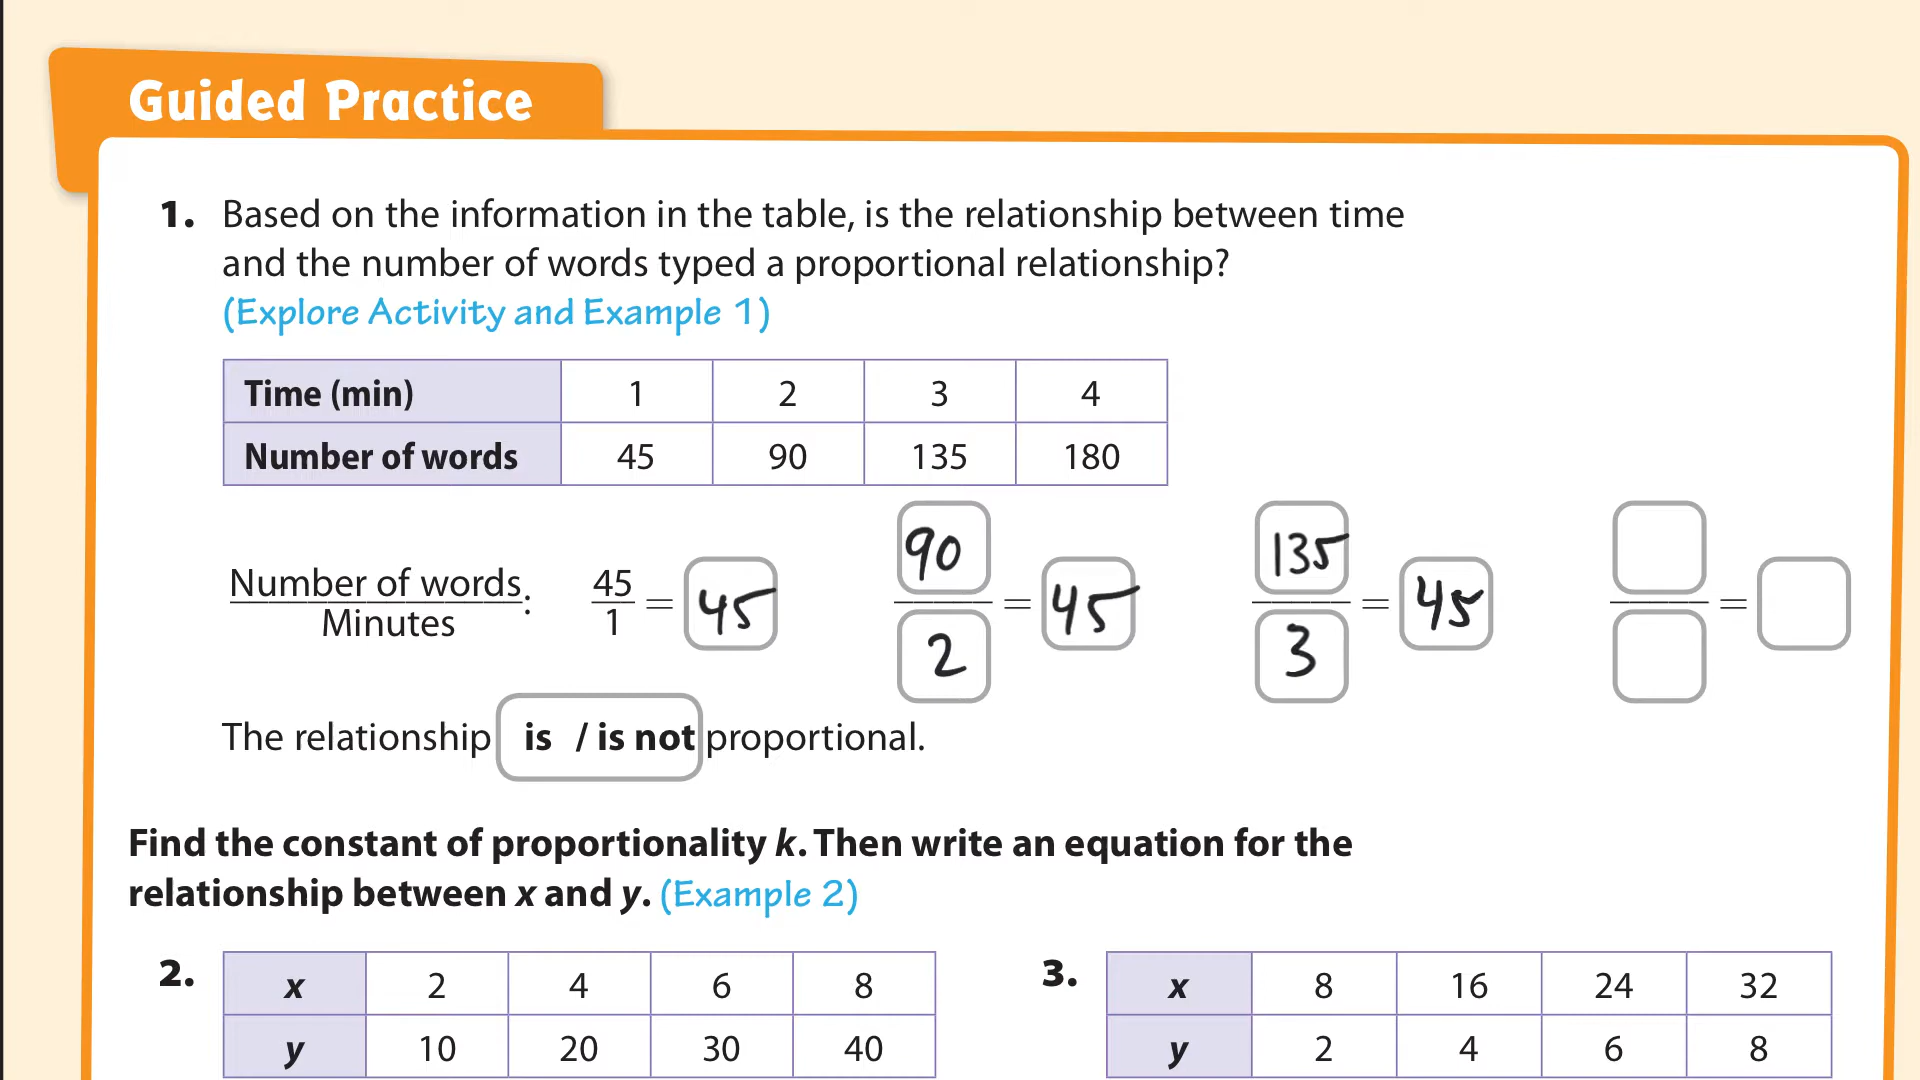 Guided Practice
1. Based on the information in the table, is the relationship between time
and the number of words typed a proportional relationship?
(Explore Activity and Example 1)
Time (min) 1 2 3 4
Number of words 45 90 135 180
Number of words / Minutes : 45/1 = 45 90/2 = 45 135/3 = 45 =
The relationship is / is not proportional.
Find the constant of proportionality k. Then write an equation for the
relationship between x and y. (Example 2)
2. x 2 4 6 8
y 10 20 30 40
3. x 8 16 24 32
y 2 4 6 8